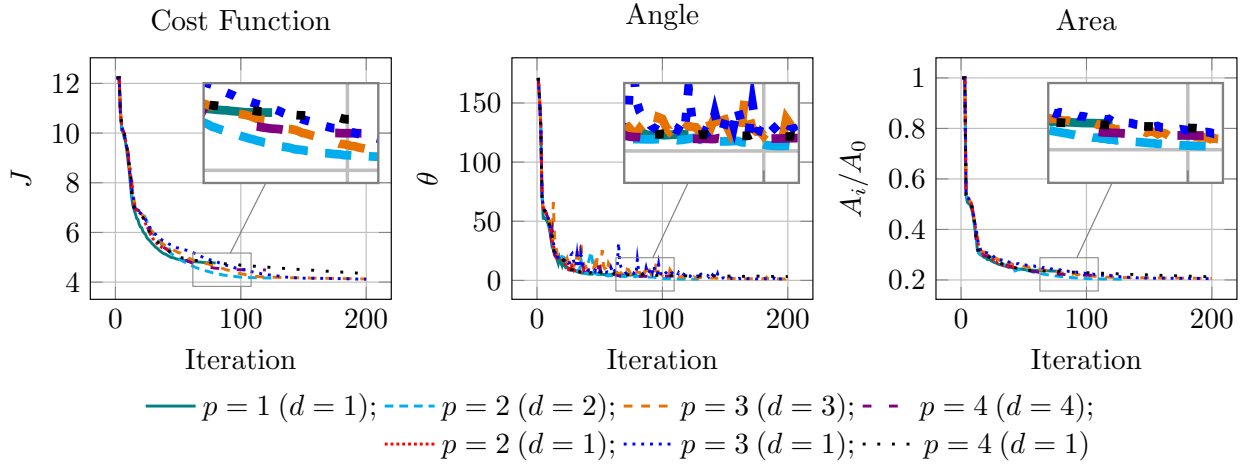 Cost Function
Angle
Area
12
10
8
6
4
J
0
100
200
Iteration
150
100
50
0
θ
0
100
200
Iteration
1
0.8
0.6
0.4
0.2
A_i/A_0
0
100
200
Iteration
p = 1 (d = 1); p = 2 (d = 2); p = 3 (d = 3); p = 4 (d = 4);
p = 2 (d = 1); p = 3 (d = 1); p = 4 (d = 1)